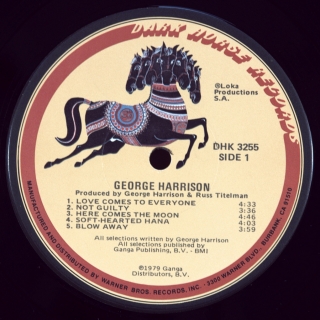 DARK HORSE RECORDS
℗Loka
Productions
S.A.
DHK 3255
SIDE 1
GEORGE HARRISON
Produced by George Harrison & Russ Titelman
1. LOVE COMES TO EVERYONE 4:33
2. NOT GUILTY 3:36
3. HERE COMES THE MOON 4:46
4. SOFT-HEARTED HANA 4:03
5. BLOW AWAY 3:59
All selections written by George Harrison
All selections published by
Ganga Publishing, B.V. - BMI
©1979 Ganga
Distributors, B.V.
MANUFACTURED AND DISTRIBUTED BY WARNER BROS. RECORDS, INC. • 3300 WARNER BLVD., BURBANK, CA 91510